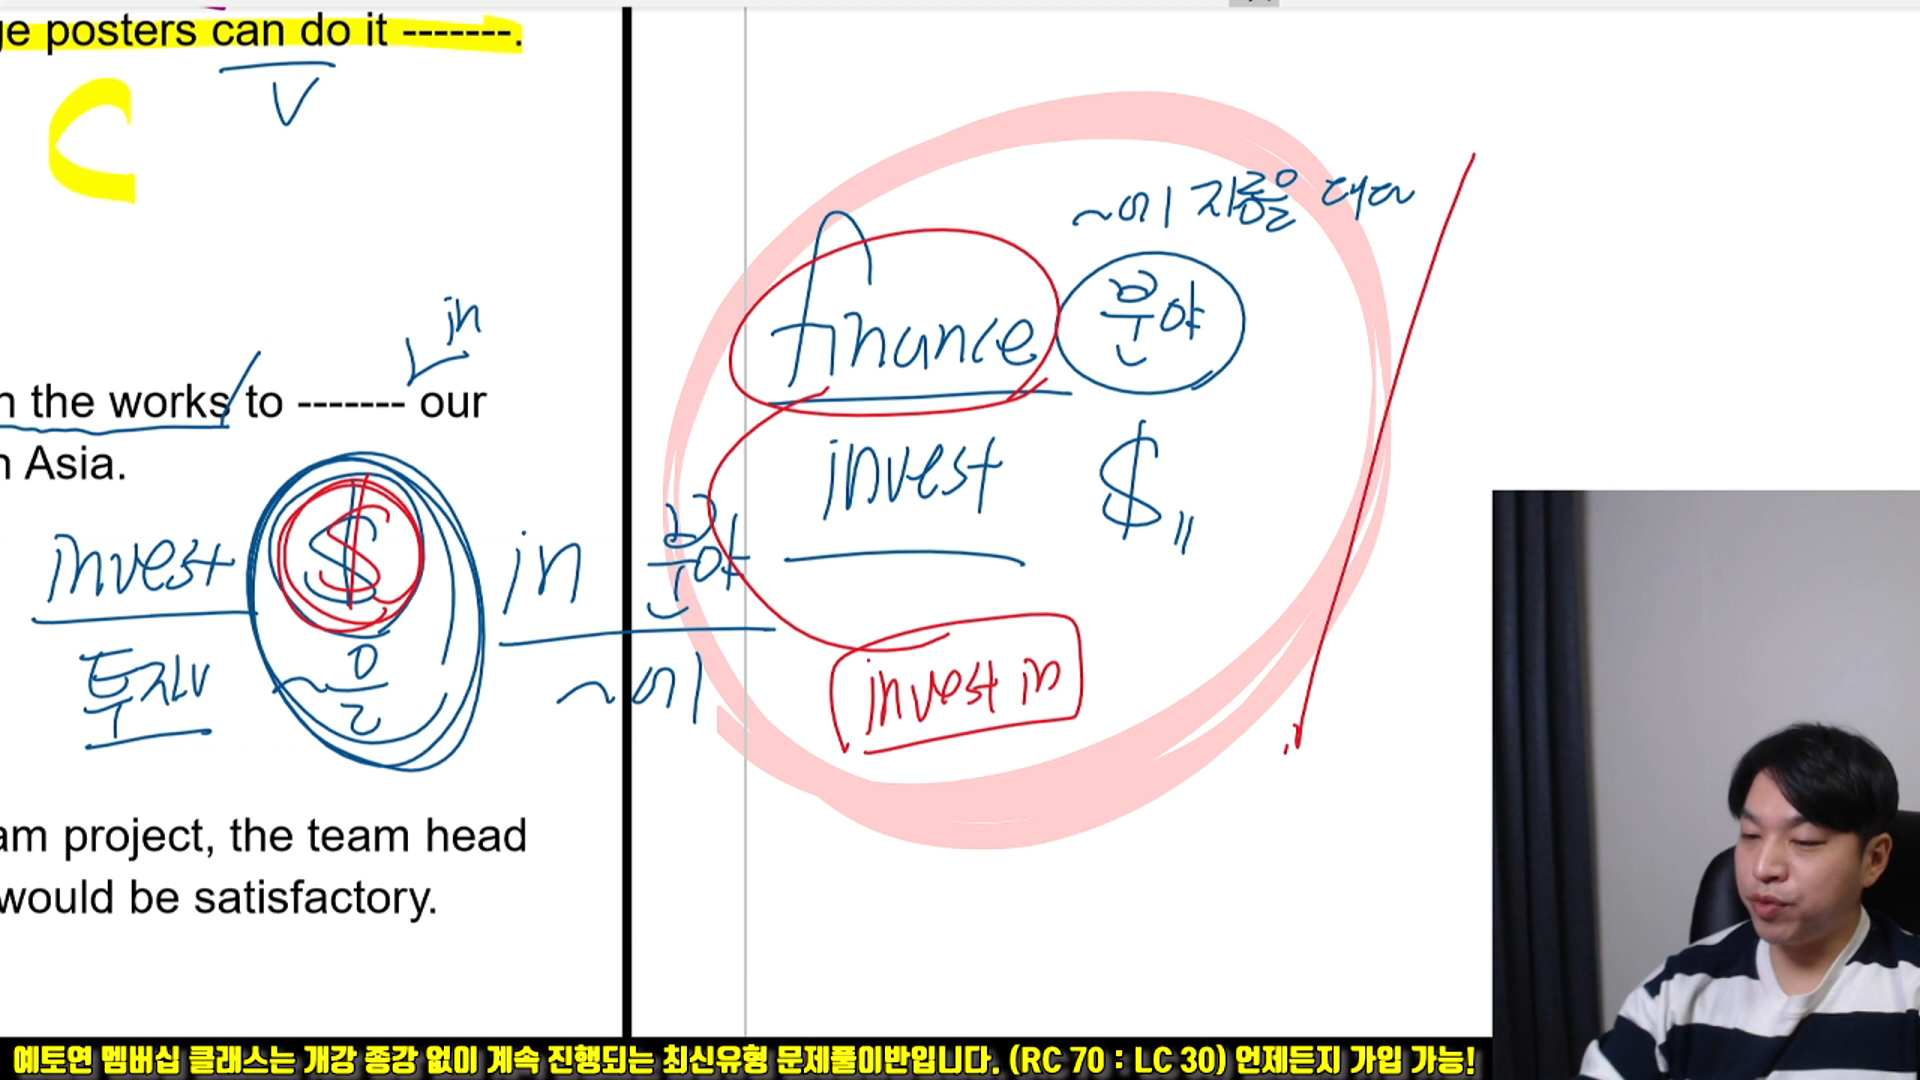 ge posters can do it -------.
V
C
~에 자금을 대다
finance 분야
in
n the works to ------- our
n Asia.
invest $
invest $ in 분야
투자v ~을 ~에
invest in
am project, the team head
would be satisfactory.
예토연 멤버십 클래스는 개강 종강 없이 계속 진행되는 최신유형 문제풀이반입니다. (RC 70 : LC 30) 언제든지 가입 가능!